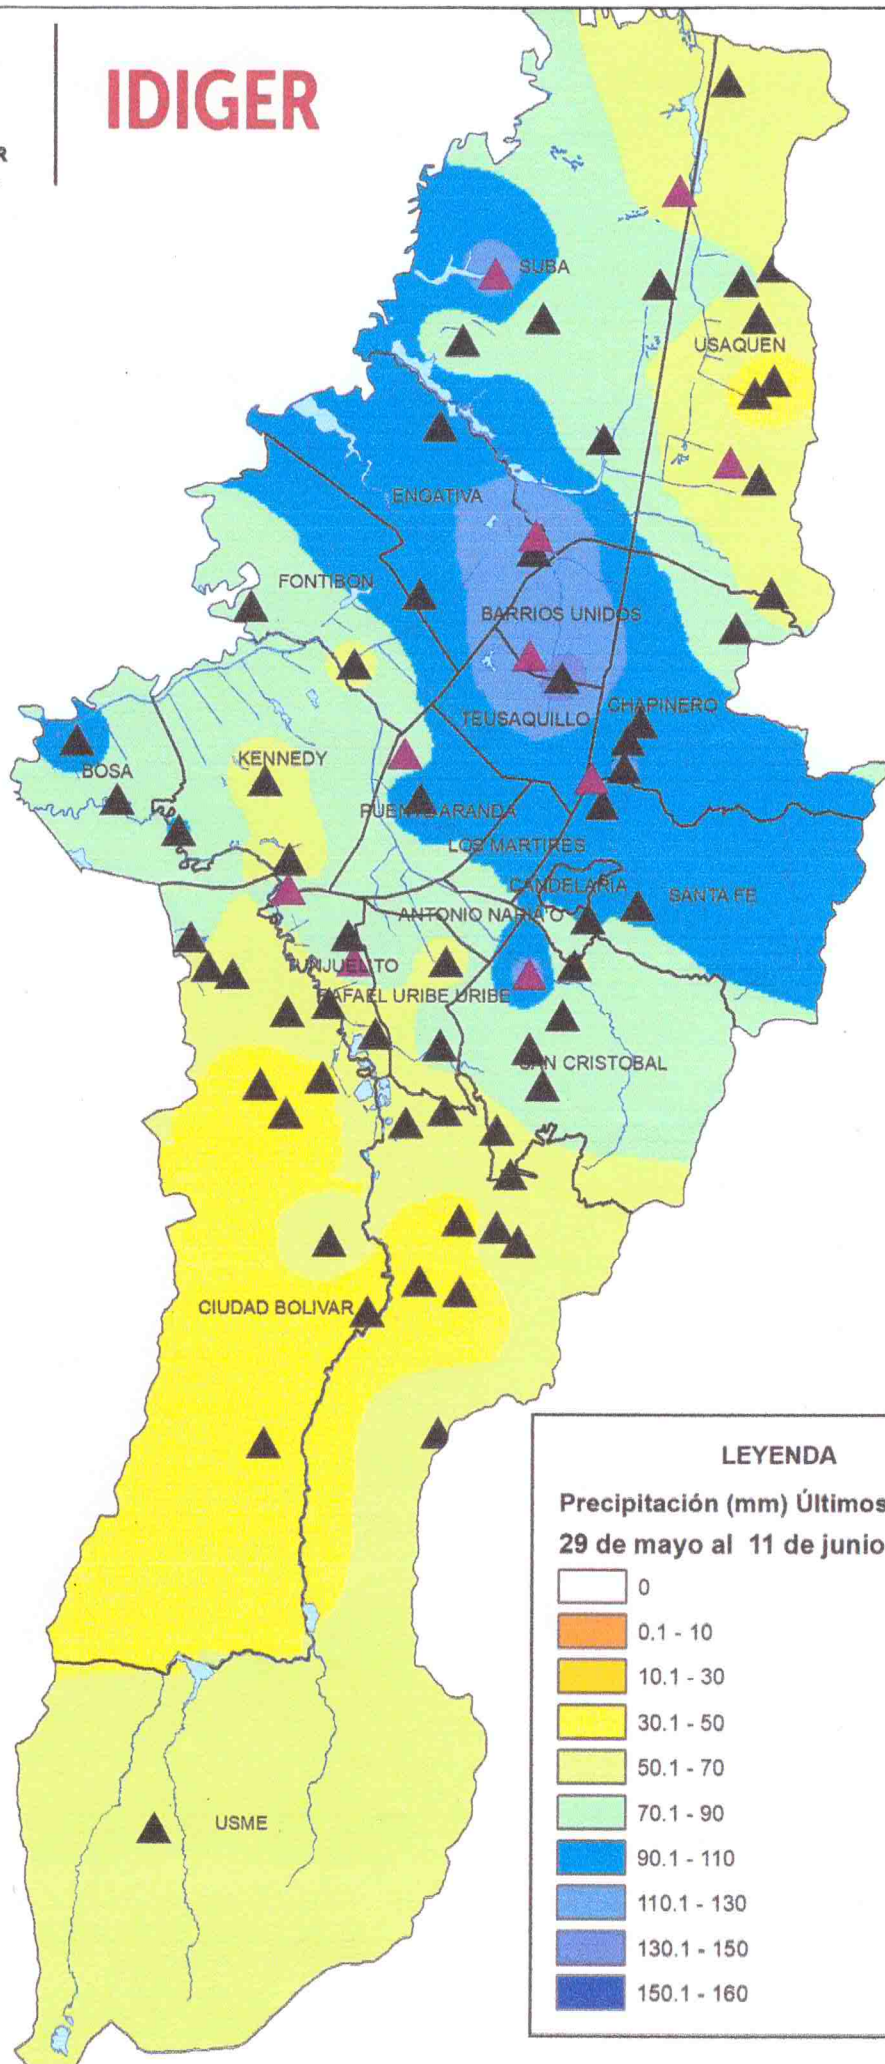 IDIGER
R
SUBA
USAQUEN
ENGATIVA
FONTIBON
BARRIOS UNIDOS
TEUSAQUILLO
CHAPINERO
KENNEDY
BOSA
PUENTE ARANDA
LOS MARTIRES
CANDELARIA
SANTA FE
ANTONIO NARIÑO
TUNJUELITO
RAFAEL URIBE URIBE
SAN CRISTOBAL
CIUDAD BOLIVAR
USME
LEYENDA
Precipitación (mm) Últimos
29 de mayo al 11 de junio
0
0.1 - 10
10.1 - 30
30.1 - 50
50.1 - 70
70.1 - 90
90.1 - 110
110.1 - 130
130.1 - 150
150.1 - 160